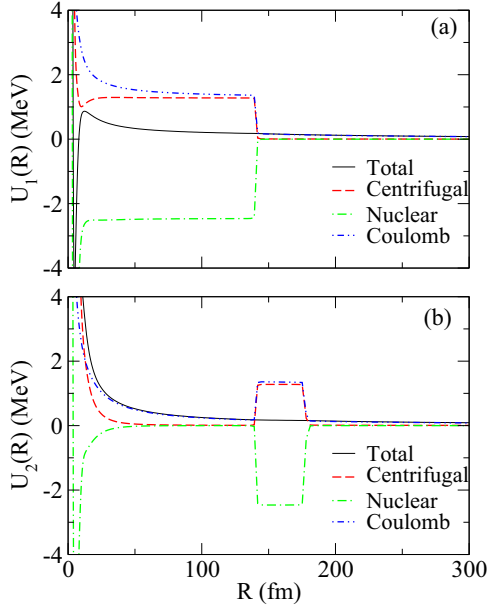 (a)
U₁(R) (MeV)
4
2
0
-2
-4
Total
Centrifugal
Nuclear
Coulomb
(b)
U₂(R) (MeV)
4
2
0
-2
-4
Total
Centrifugal
Nuclear
Coulomb
0 100 200 300
R (fm)